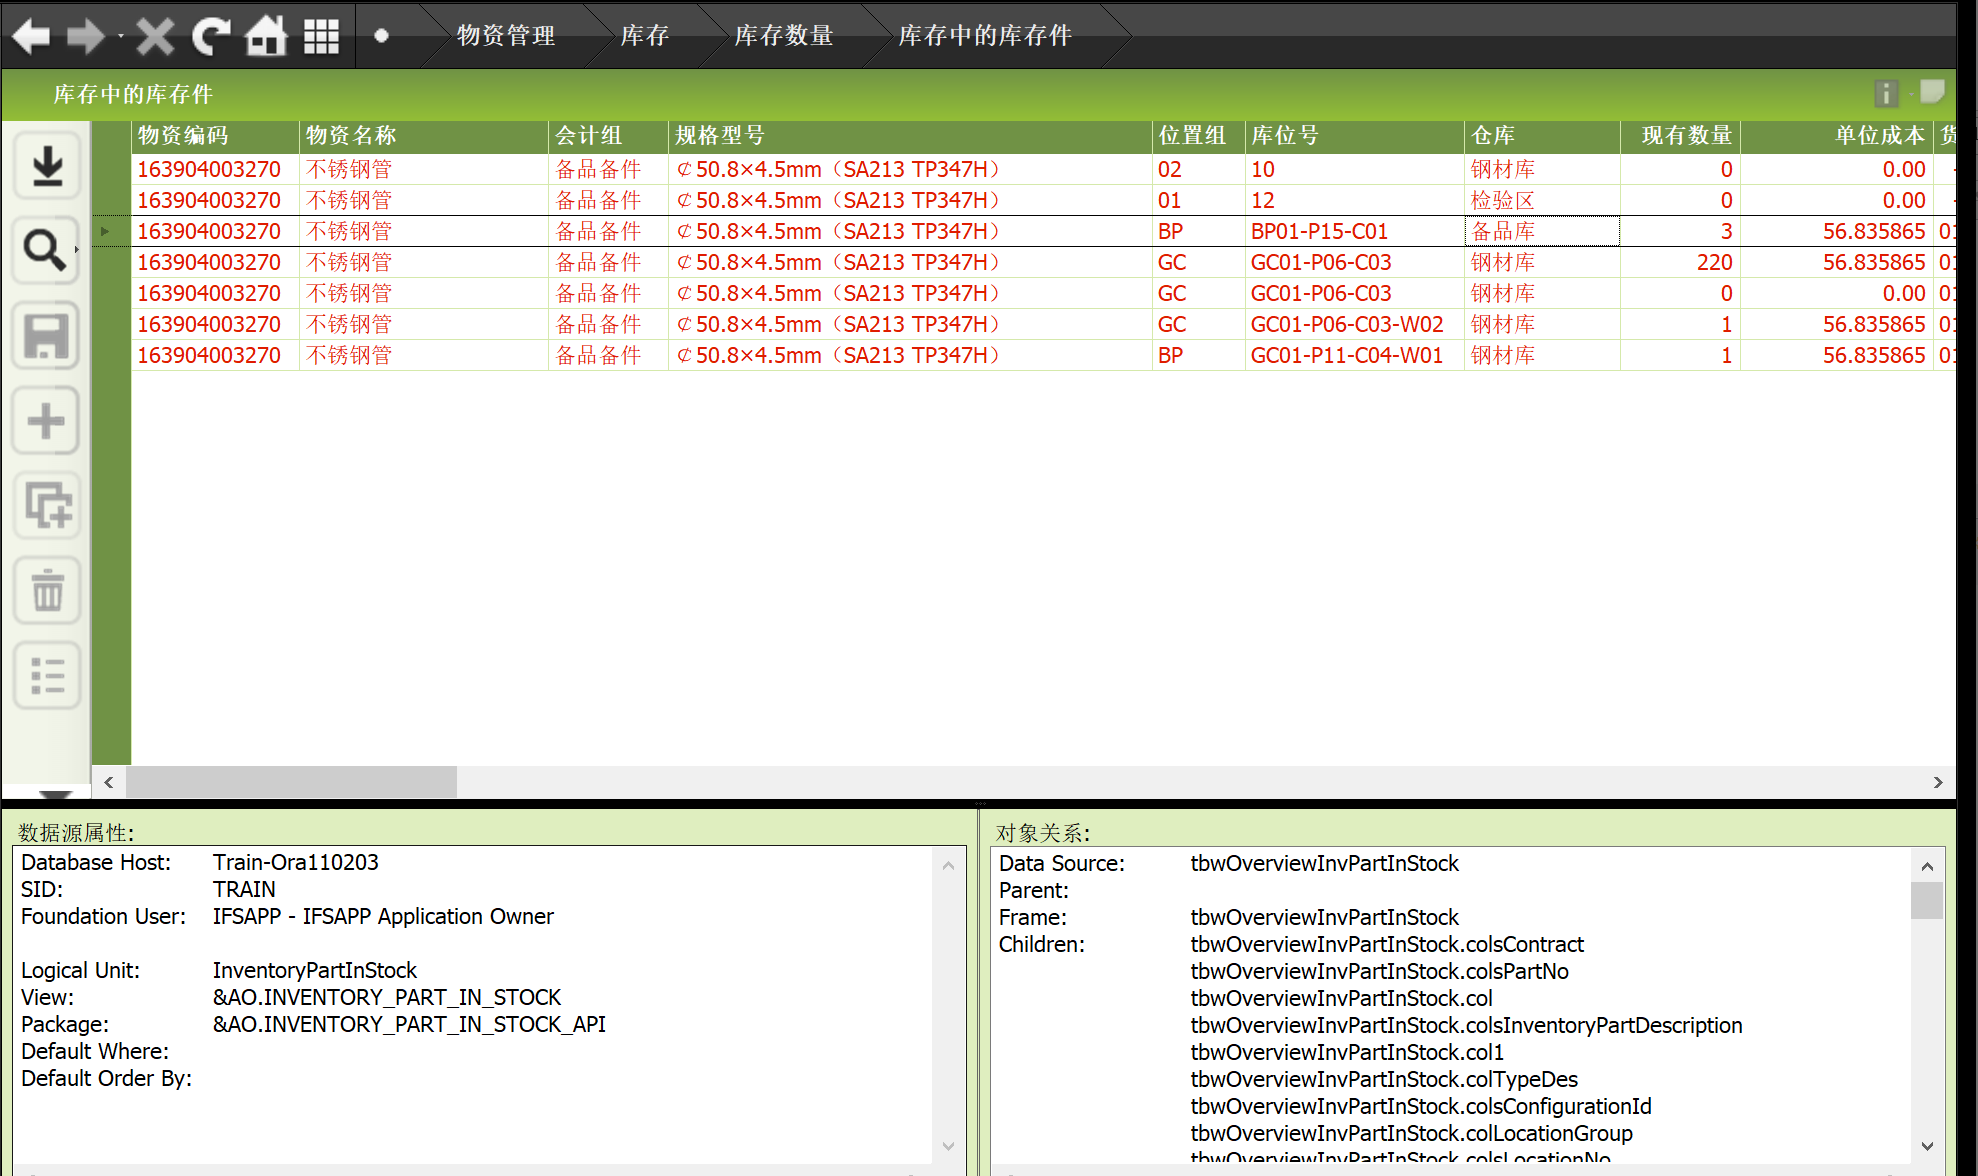 物资管理 库存 库存数量 库存中的库存件
库存中的库存件
物资编码 物资名称 会计组 规格型号 位置组 库位号 仓库 现有数量 单位成本 货
163904003270 不锈钢管 备品备件 ￠50.8×4.5mm（SA213 TP347H） 02 10 钢材库 0 0.00
163904003270 不锈钢管 备品备件 ￠50.8×4.5mm（SA213 TP347H） 01 12 检验区 0 0.00
163904003270 不锈钢管 备品备件 ￠50.8×4.5mm（SA213 TP347H） BP BP01-P15-C01 备品库 3 56.835865
163904003270 不锈钢管 备品备件 ￠50.8×4.5mm（SA213 TP347H） GC GC01-P06-C03 钢材库 220 56.835865
163904003270 不锈钢管 备品备件 ￠50.8×4.5mm（SA213 TP347H） GC GC01-P06-C03 钢材库 0 0.00
163904003270 不锈钢管 备品备件 ￠50.8×4.5mm（SA213 TP347H） GC GC01-P06-C03-W02 钢材库 1 56.835865
163904003270 不锈钢管 备品备件 ￠50.8×4.5mm（SA213 TP347H） BP GC01-P11-C04-W01 钢材库 1 56.835865
数据源属性:
Database Host: Train-Ora110203
SID: TRAIN
Foundation User: IFSAPP - IFSAPP Application Owner
Logical Unit: InventoryPartInStock
View: &AO.INVENTORY_PART_IN_STOCK
Package: &AO.INVENTORY_PART_IN_STOCK_API
Default Where:
Default Order By:
对象关系:
Data Source: tbwOverviewInvPartInStock
Parent:
Frame: tbwOverviewInvPartInStock
Children: tbwOverviewInvPartInStock.colsContract
tbwOverviewInvPartInStock.colsPartNo
tbwOverviewInvPartInStock.col
tbwOverviewInvPartInStock.colsInventoryPartDescription
tbwOverviewInvPartInStock.col1
tbwOverviewInvPartInStock.colTypeDes
tbwOverviewInvPartInStock.colsConfigurationId
tbwOverviewInvPartInStock.colLocationGroup
tbwOverviewInvPartInStock.colsLocationNo